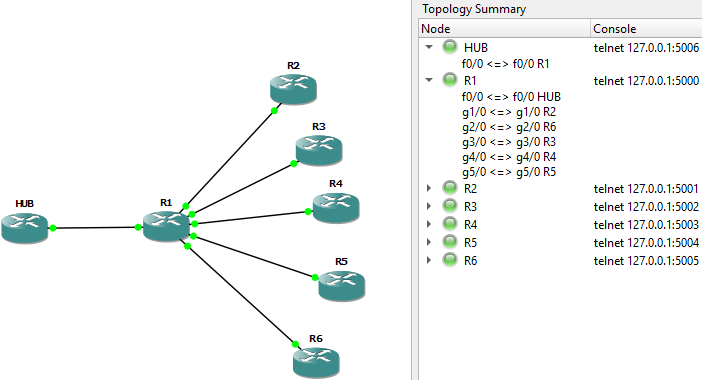 R2
R3
R4
HUB
R1
R5
R6
Topology Summary
Node Console
HUB telnet 127.0.0.1:5006
f0/0 <=> f0/0 R1
R1 telnet 127.0.0.1:5000
f0/0 <=> f0/0 HUB
g1/0 <=> g1/0 R2
g2/0 <=> g2/0 R6
g3/0 <=> g3/0 R3
g4/0 <=> g4/0 R4
g5/0 <=> g5/0 R5
R2 telnet 127.0.0.1:5001
R3 telnet 127.0.0.1:5002
R4 telnet 127.0.0.1:5003
R5 telnet 127.0.0.1:5004
R6 telnet 127.0.0.1:5005